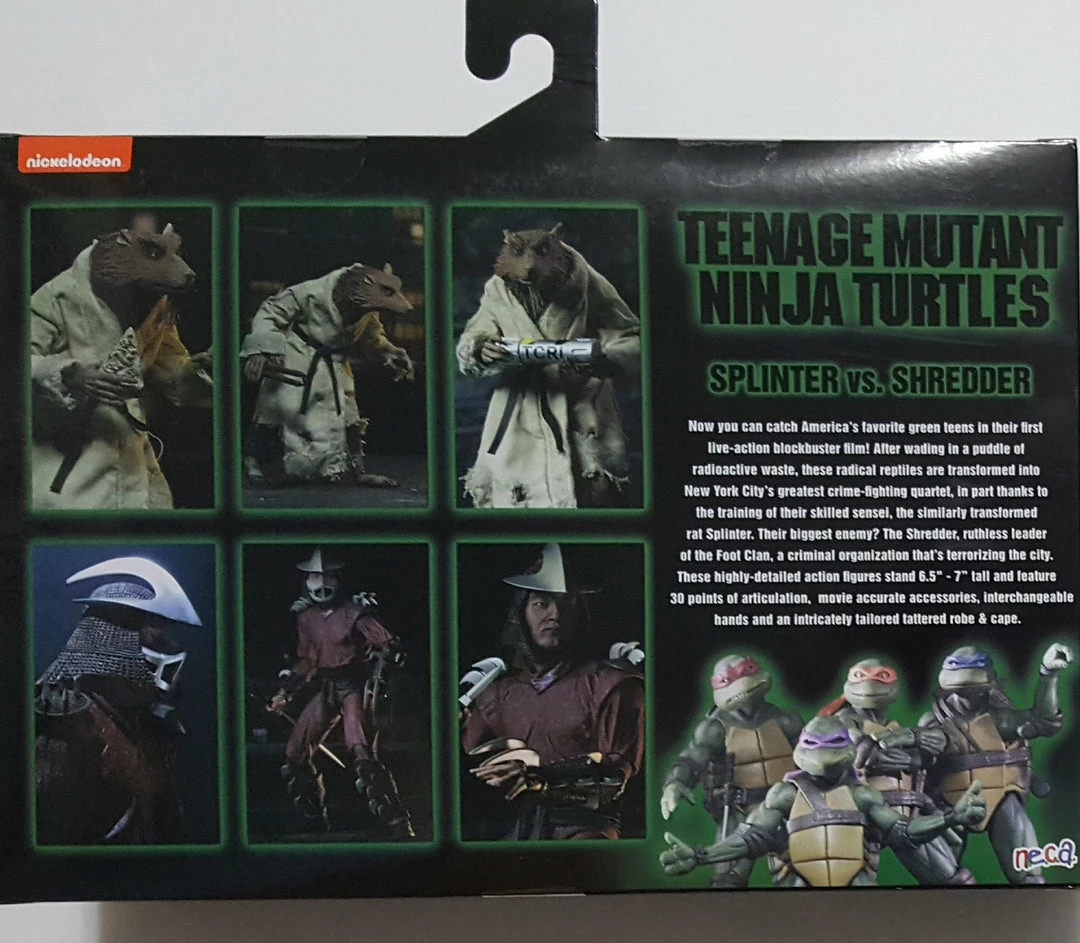 nickelodeon
TEENAGE MUTANT
NINJA TURTLES
SPLINTER vs. SHREDDER
Now you can catch America's favorite green teens in their first
live-action blockbuster film! After wading in a puddle of
radioactive waste, these radical reptiles are transformed into
New York City's greatest crime-fighting quartet, in part thanks to
the training of their skilled sensei, the similarly transformed
rat Splinter. Their biggest enemy? The Shredder, ruthless leader
of the Foot Clan, a criminal organization that's terrorizing the city.
These highly-detailed action figures stand 6.5" - 7" tall and feature
30 points of articulation, movie accurate accessories, interchangeable
hands and an intricately tailored tattered robe & cape.
TCRI
neca